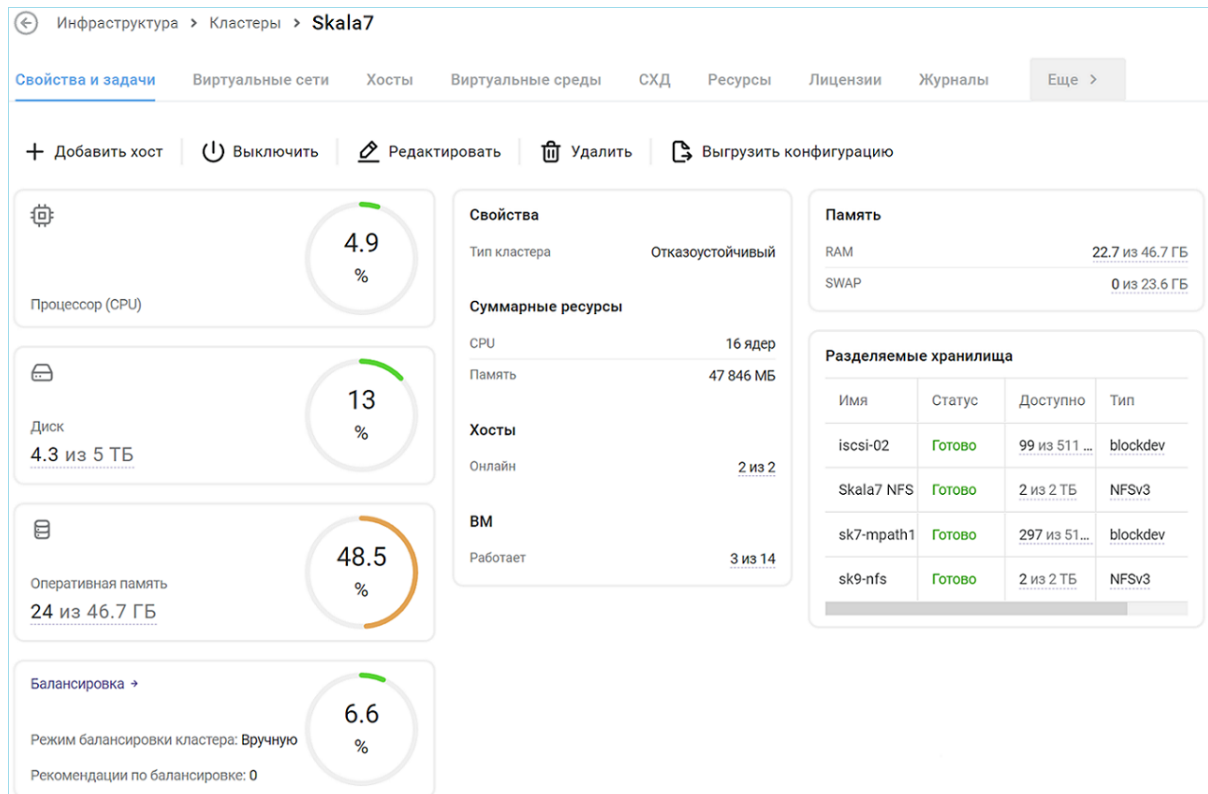 Инфраструктура > Кластеры > Skala7
Свойства и задачи Виртуальные сети Хосты Виртуальные среды СХД Ресурсы Лицензии Журналы Еще >
Добавить хост Выключить Редактировать Удалить Выгрузить конфигурацию
4.9
%
Процессор (CPU)
13
%
Диск
4.3 из 5 ТБ
48.5
%
Оперативная память
24 из 46.7 ГБ
Балансировка →
6.6
%
Режим балансировки кластера: Вручную
Рекомендации по балансировке: 0
Свойства
Тип кластера Отказоустойчивый
Суммарные ресурсы
CPU 16 ядер
Память 47 846 МБ
Хосты
Онлайн 2 из 2
ВМ
Работает 3 из 14
Память
RAM 22.7 из 46.7 ГБ
SWAP 0 из 23.6 ГБ
Разделяемые хранилища
Имя Статус Доступно Тип
iscsi-02 Готово 99 из 511 ... blockdev
Skala7 NFS Готово 2 из 2 ТБ NFSv3
sk7-mpath1 Готово 297 из 51... blockdev
sk9-nfs Готово 2 из 2 ТБ NFSv3